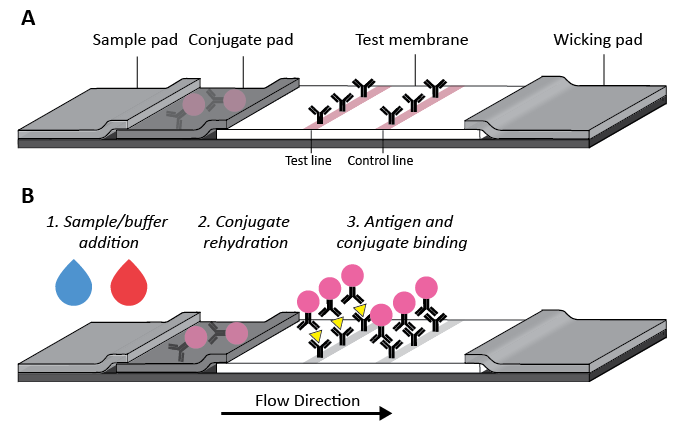 A
Sample pad Conjugate pad Test membrane Wicking pad
Test line Control line
B
1. Sample/buffer addition
2. Conjugate rehydration
3. Antigen and conjugate binding
Flow Direction